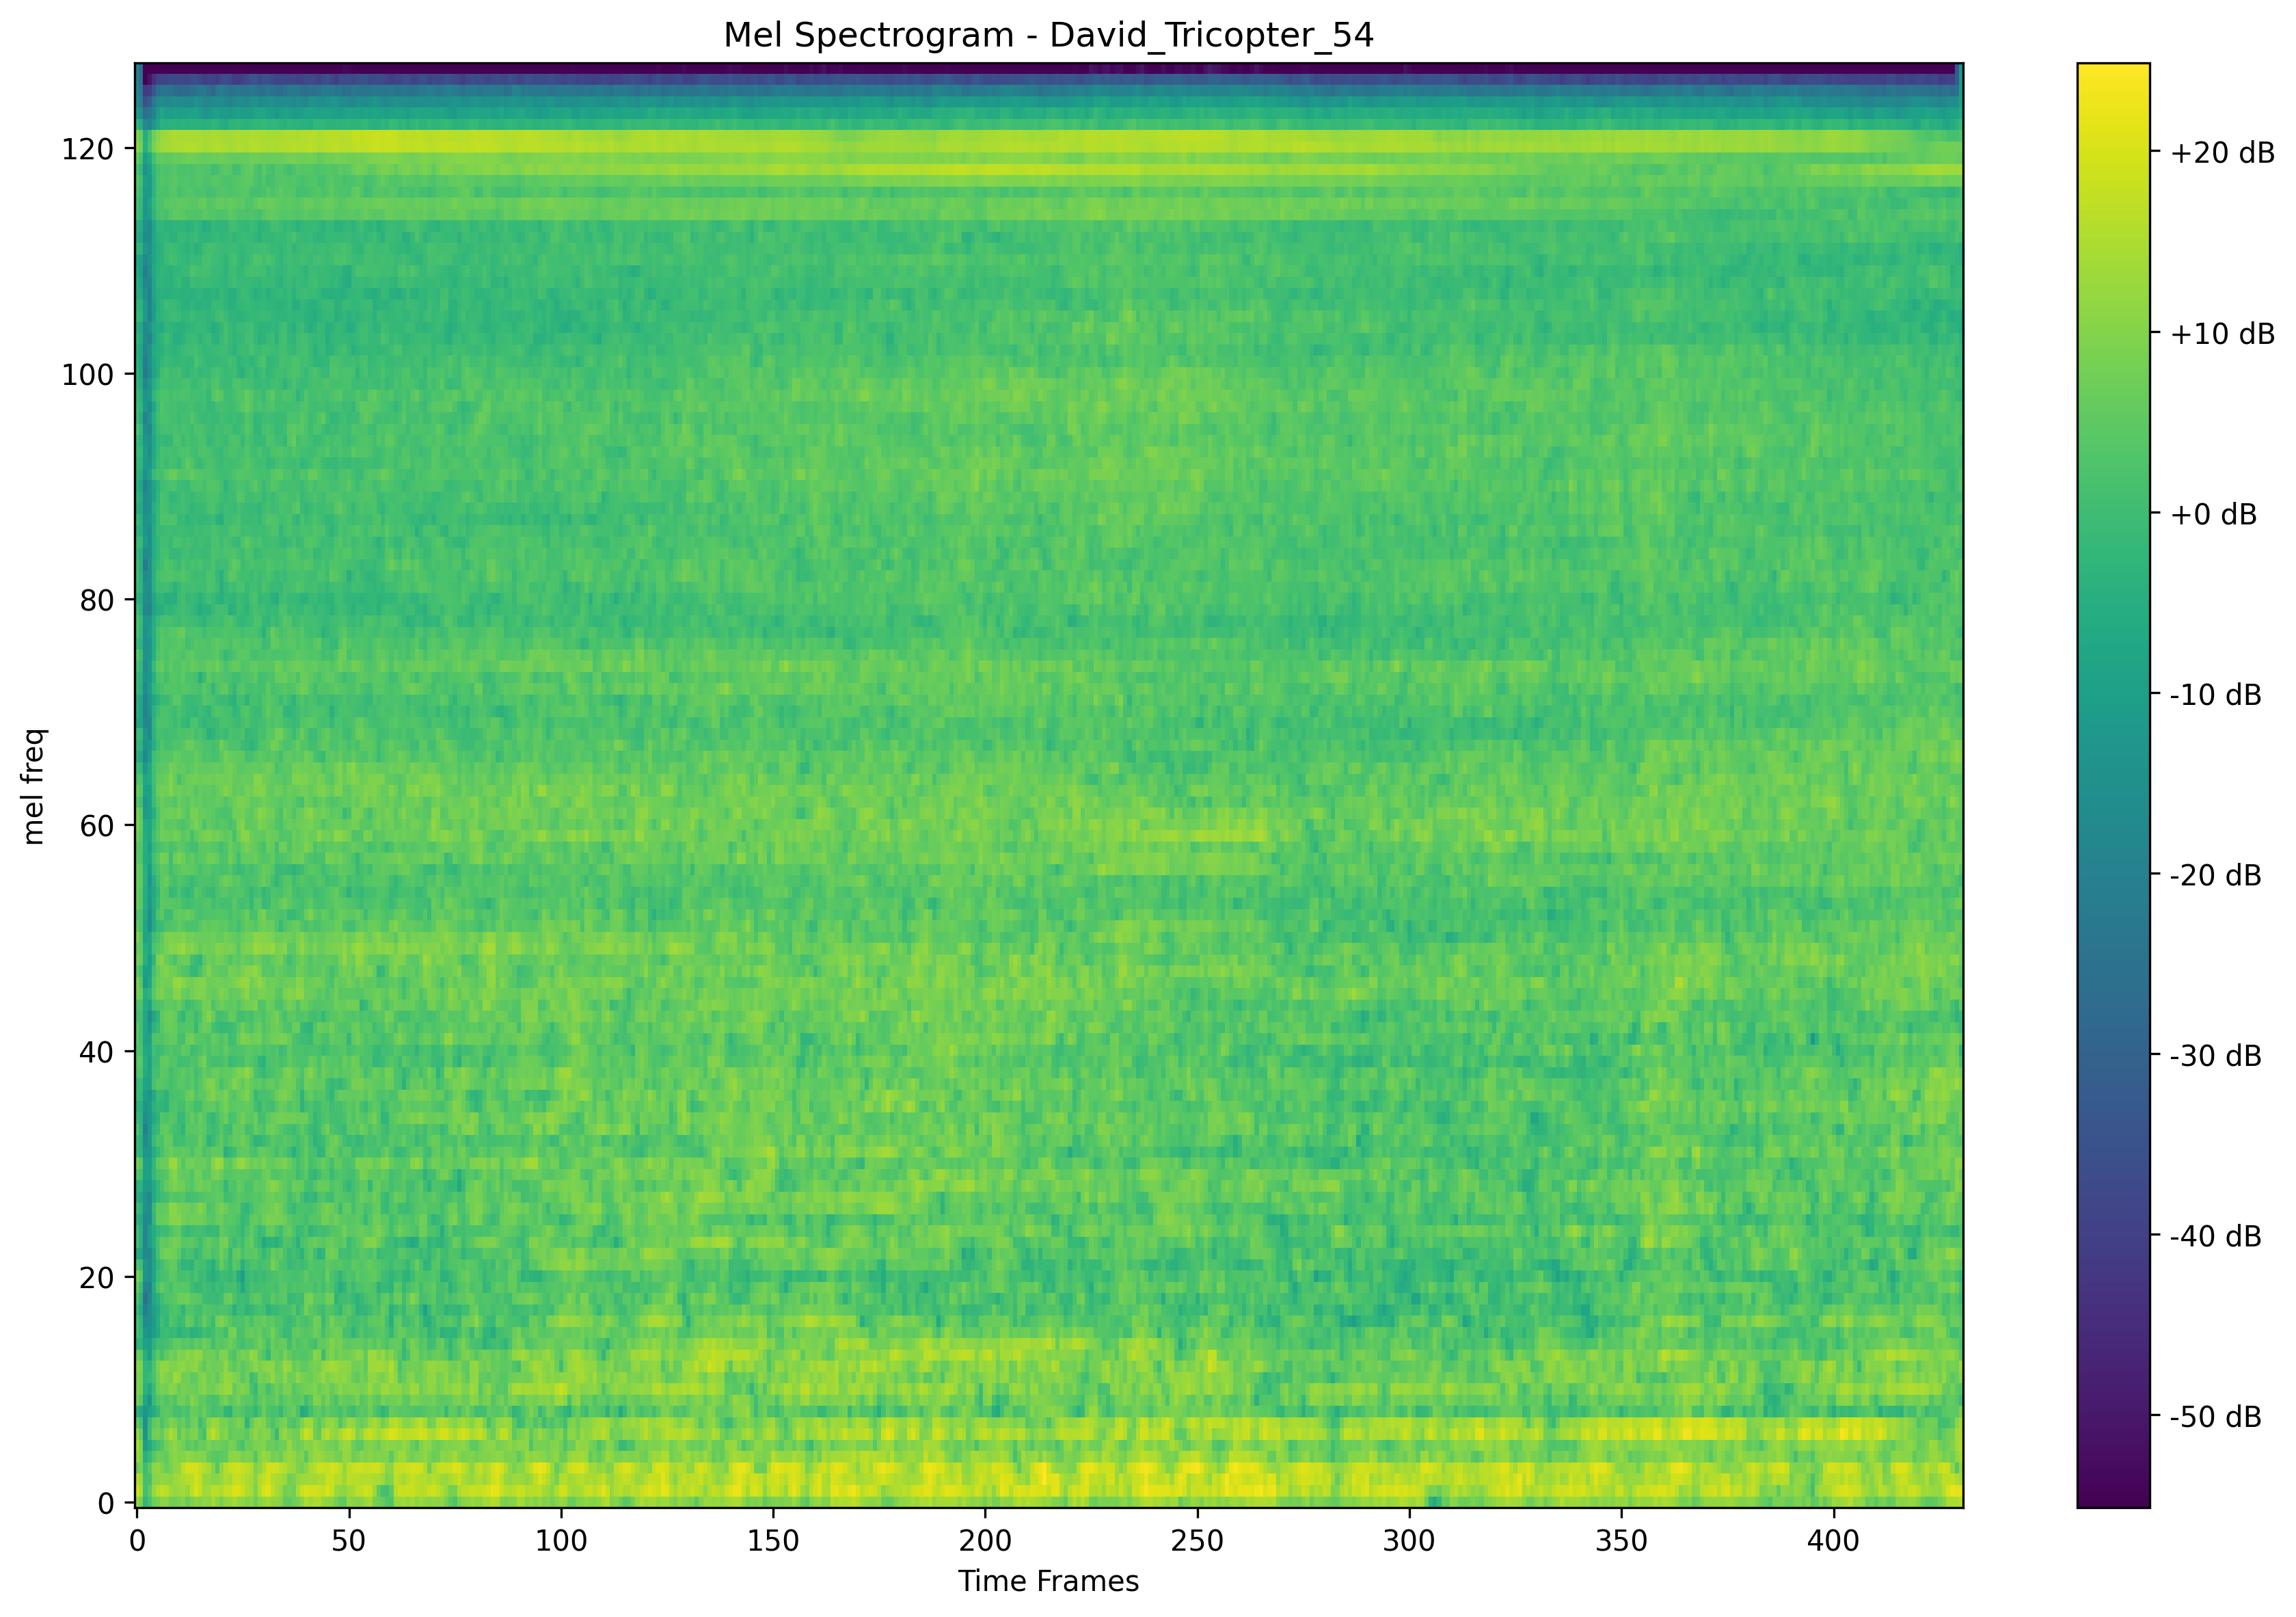 Mel Spectrogram - David_Tricopter_54
mel freq
120
100
80
60
40
20
0
0 50 100 150 200 250 300 350 400
Time Frames
+20 dB
+10 dB
+0 dB
-10 dB
-20 dB
-30 dB
-40 dB
-50 dB